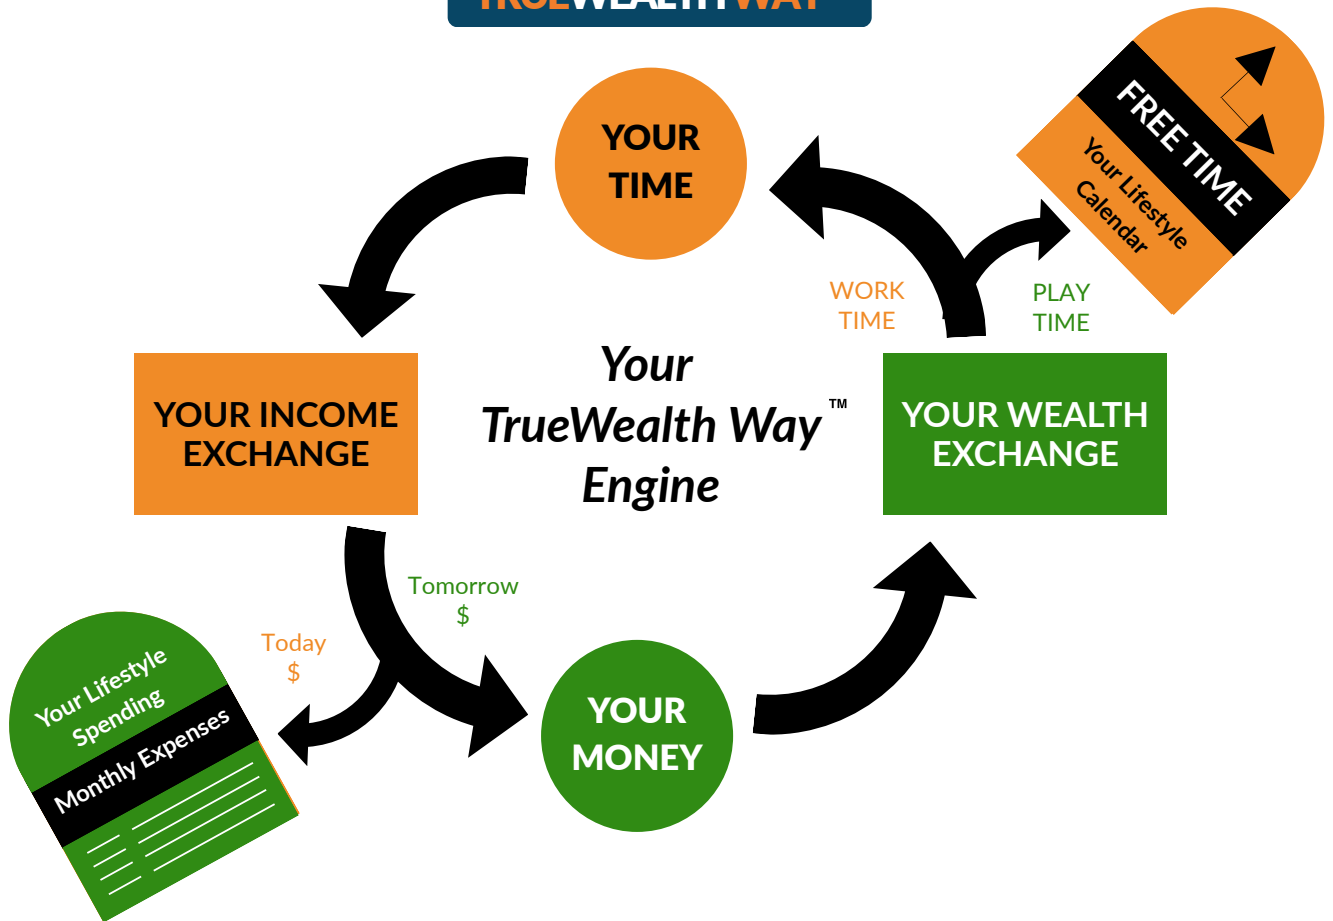 TRUEWEALTHWAY
YOUR
TIME
FREE TIME
Your Lifestyle
Calendar
WORK
TIME
PLAY
TIME
YOUR INCOME
EXCHANGE
Your
TrueWealth Way™
Engine
YOUR WEALTH
EXCHANGE
Tomorrow
$
Today
$
Your Lifestyle
Spending
Monthly Expenses
YOUR
MONEY